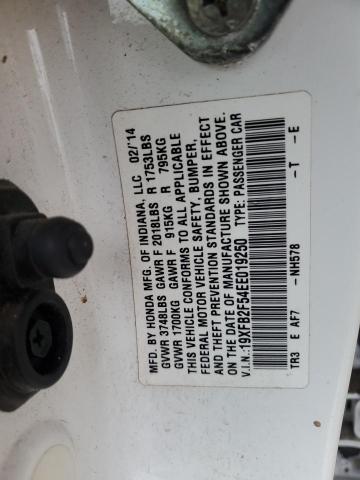 MFD. BY HONDA MFG. OF INDIANA, LLC 02/'14
GVWR 3748LBS GAWR F 2018LBS R 1753LBS
GVWR 1700KG GAWR F 915KG R 795KG
THIS VEHICLE CONFORMS TO ALL APPLICABLE
FEDERAL MOTOR VEHICLE SAFETY, BUMPER,
THEFT PREVENTION STANDARDS IN EFFECT
ON THE DATE OF MANUFACTURE SHOWN ABOVE.
V.I.N.:19XFB2F54EE019250 TYPE: PASSENGER CAR
TR3 E AF7 -NH578 -T -E